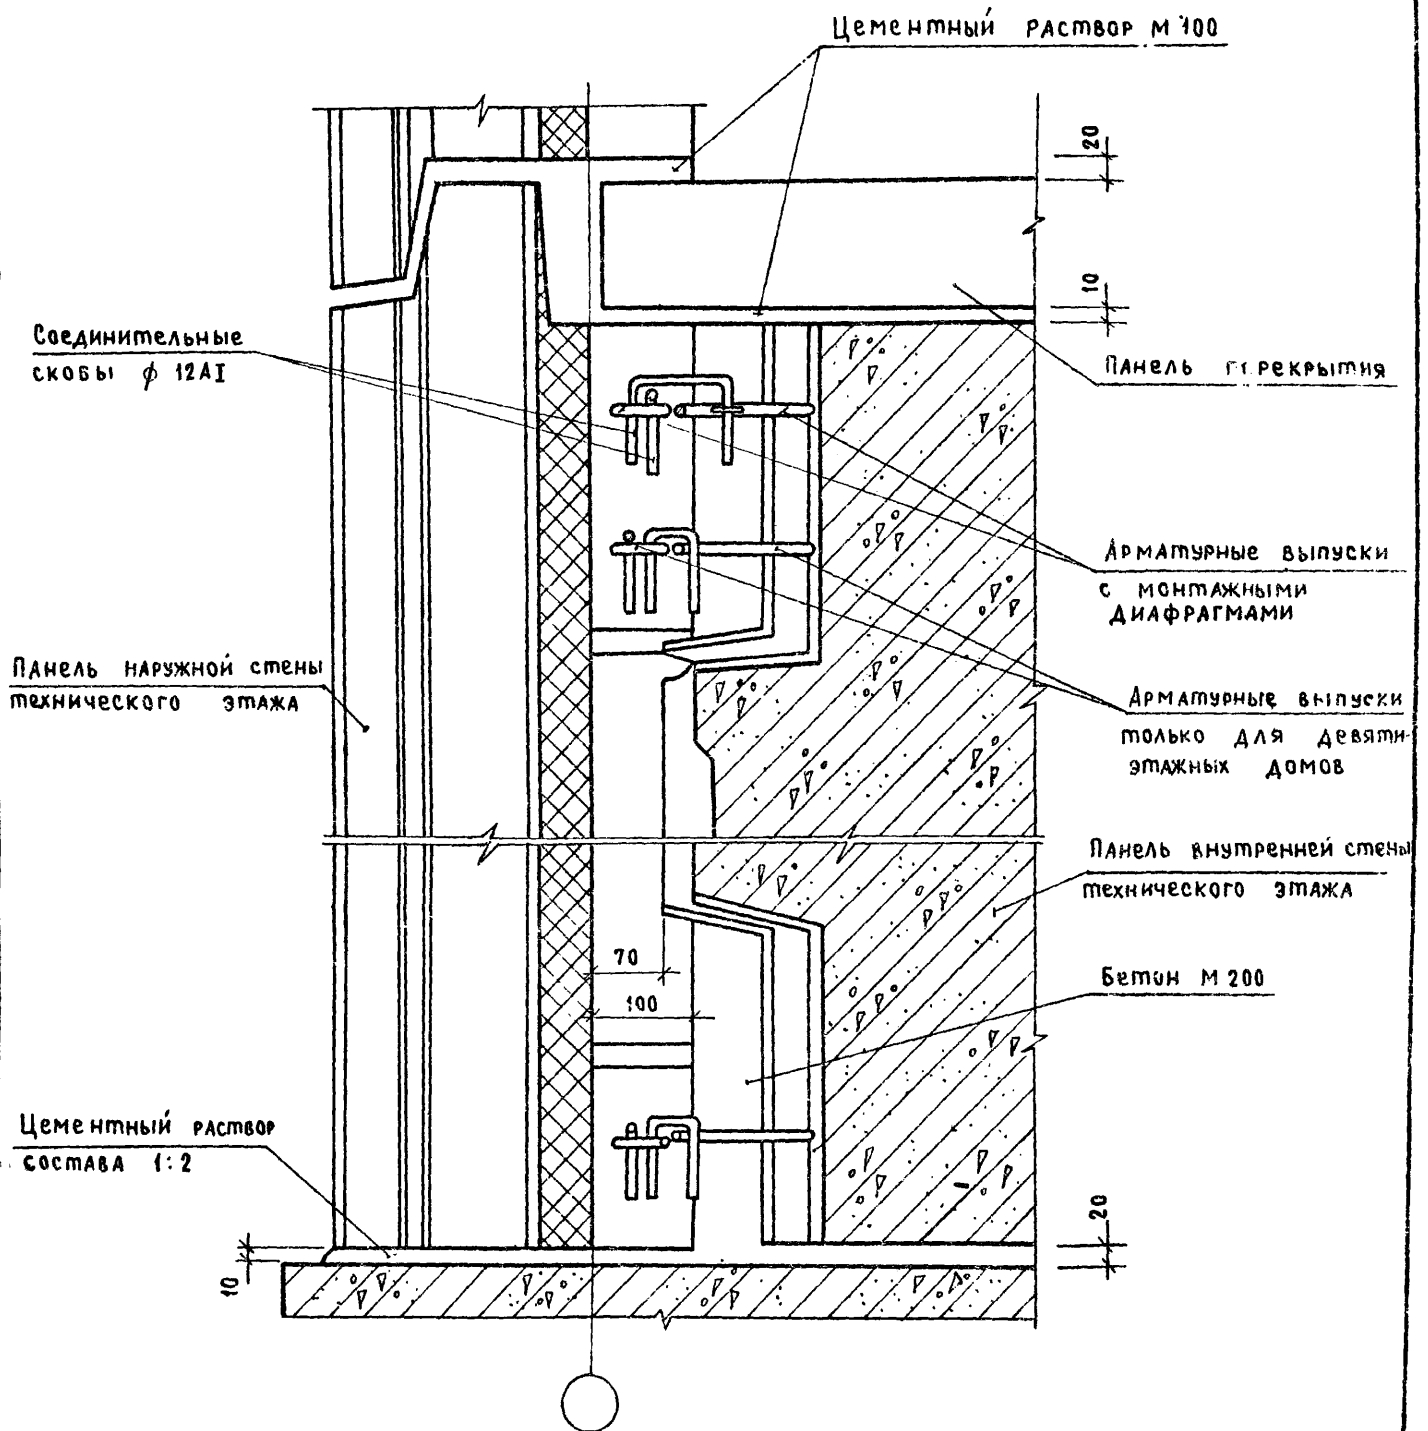 Цементный раствор М 100
20
10
Соединительные
скобы ϕ 12АI
Панель перекрытия
Арматурные выпуски
с монтажными
диафрагмами
Панель наружной стены
технического этажа
Арматурные выпуски
только для девяти-
этажных домов
Панель внутренней стены
технического этажа
70
100
Бетон М 200
Цементный раствор
состава 1:2
20
10